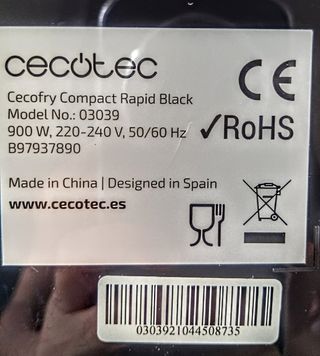 cecotec
CE
Cecofry Compact Rapid Black
Model No.: 03039
900 W, 220-240 V, 50/60 Hz
B97937890
✓RoHS
Made in China | Designed in Spain
www.cecotec.es
0303921044508735